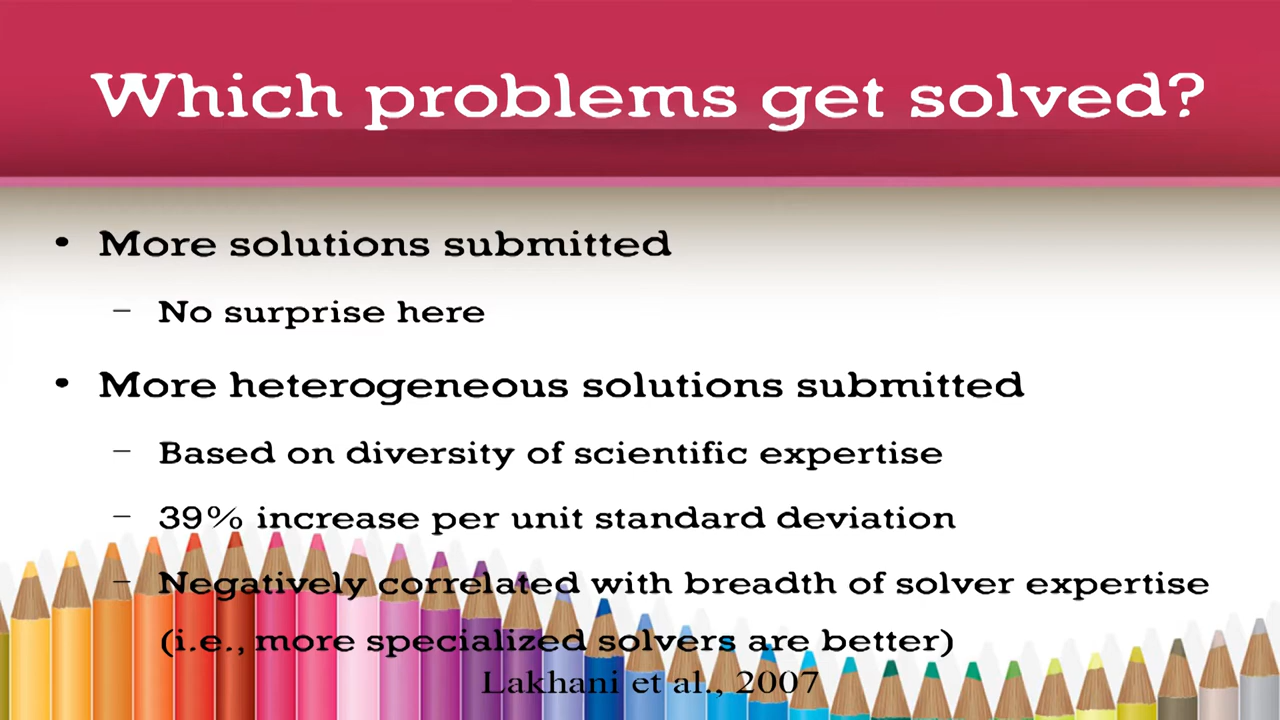 Which problems get solved?
• More solutions submitted
– No surprise here
• More heterogeneous solutions submitted
– Based on diversity of scientific expertise
– 39% increase per unit standard deviation
– Negatively correlated with breadth of solver expertise
(i.e., more specialized solvers are better)
Lakhani et al., 2007